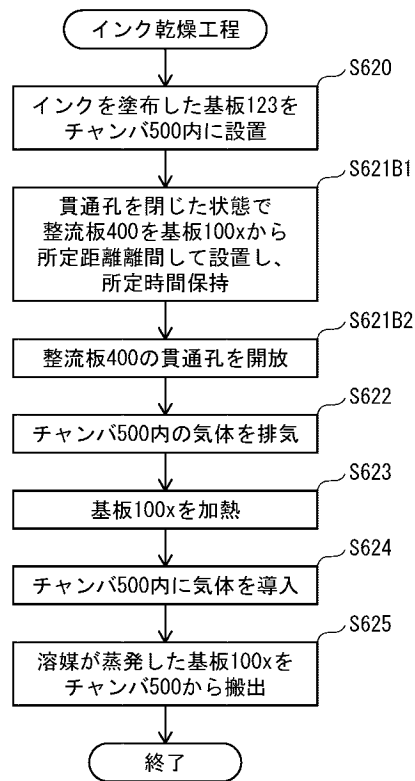 インク乾燥工程
S620
インクを塗布した基板123を
チャンバ500内に設置
S621B1
貫通孔を閉じた状態で
整流板400を基板100xから
所定距離離間して設置し、
所定時間保持
S621B2
整流板400の貫通孔を開放
S622
チャンバ500内の気体を排気
S623
基板100xを加熱
S624
チャンバ500内に気体を導入
S625
溶媒が蒸発した基板100xを
チャンバ500から搬出
終了